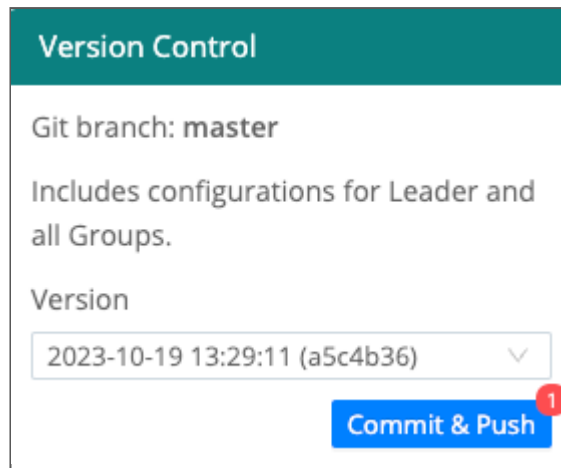 Version Control
Git branch: master
Includes configurations for Leader and
all Groups.
Version
2023-10-19 13:29:11 (a5c4b36)
1
Commit & Push